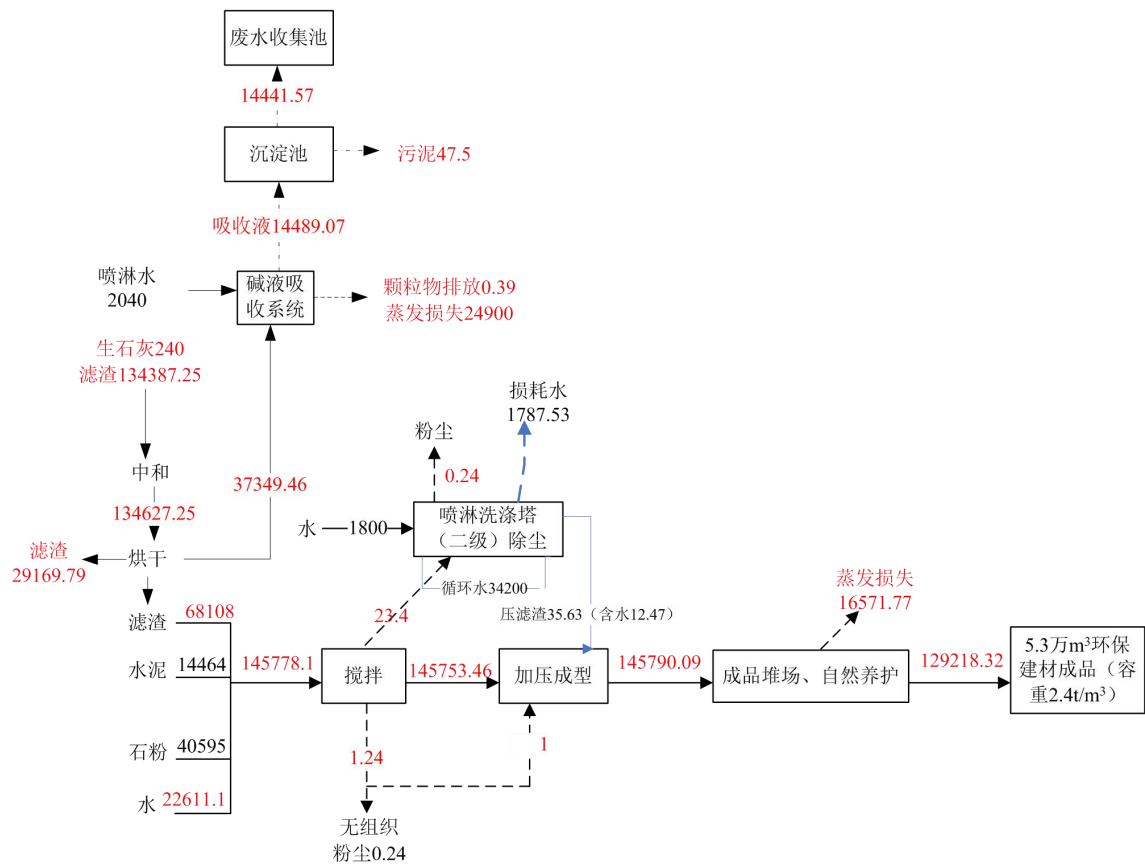 废水收集池
14441.57
沉淀池
污泥47.5
吸收液14489.07
喷淋水
2040
碱液吸
收系统
颗粒物排放0.39
蒸发损失24900
生石灰240
滤渣134387.25
损耗水
1787.53
粉尘
0.24
中和
37349.46
134627.25
水
1800
喷淋洗涤塔
（二级）除尘
滤渣
29169.79
烘干
循环水34200
蒸发损失
16571.77
23.4
压滤渣35.63（含水12.47）
滤渣
68108
水泥
14464
145778.1
搅拌
145753.46
加压成型
145790.09
成品堆场、自然养护
129218.32
5.3万m³环保
建材成品（容
重2.4t/m³）
石粉
40595
1.24
1
水
22611.1
无组织
粉尘0.24